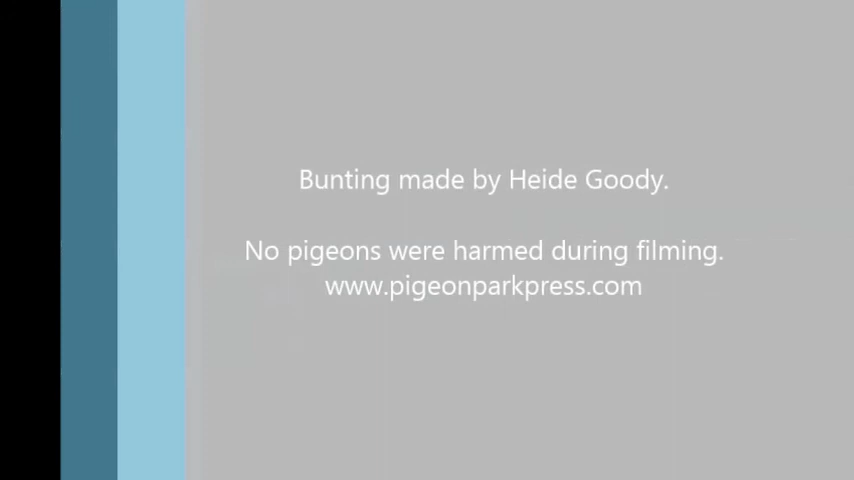 Bunting made by Heide Goody.
No pigeons were harmed during filming.
www.pigeonparkpress.com